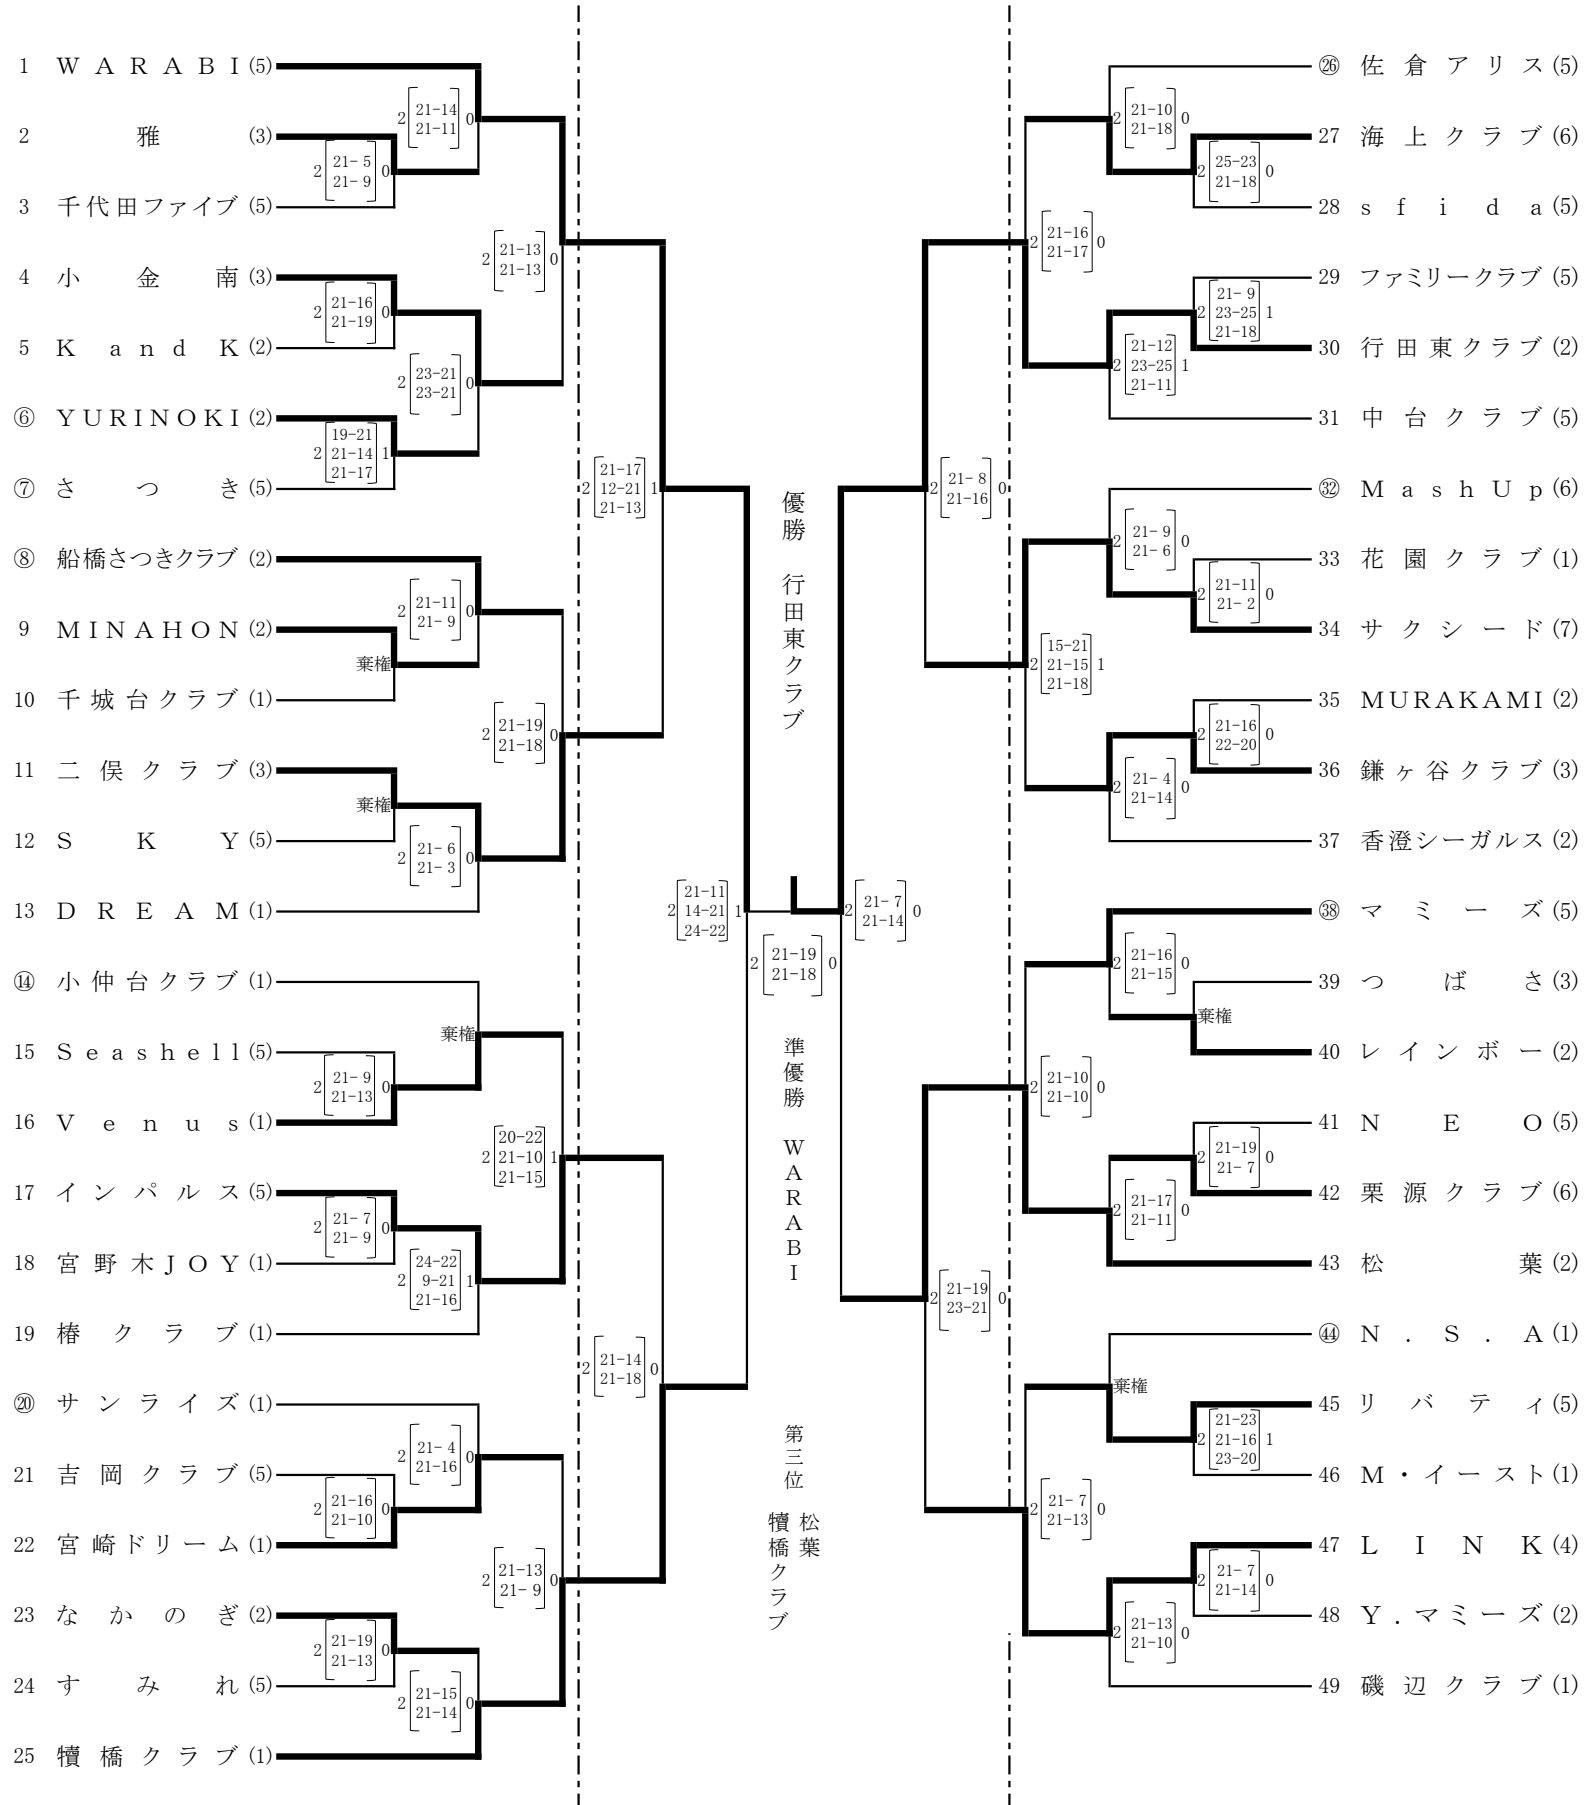 1 WARABI (5)
2 雅 (3)
3 千代田ファイブ (5)
4 小金南 (3)
5 K and K (2)
⑥ YURINOKI (2)
⑦ さつき (5)
⑧ 船橋さつきクラブ (2)
9 MINAHON (2)
10 千城台クラブ (1)
11 二俣クラブ (3)
12 SKY (5)
13 DREAM (1)
⑭ 小仲台クラブ (1)
15 Seashell (5)
16 Venus (1)
17 インパルス (5)
18 宮野木JOY (1)
19 椿クラブ (1)
⑳ サンライズ (1)
21 吉岡クラブ (5)
22 宮崎ドリーム (1)
23 なかのぎ (2)
24 すみれ (5)
25 犢橋クラブ (1)
2 21-5 0
21-9
2 21-16 0
21-19
19-21
2 21-14 1
21-17
棄権
棄権
2 21-9 0
21-13
2 21-7 0
21-9
2 21-16 0
21-10
2 21-19 0
21-13
2 21-14 0
21-11
2 23-21 0
23-21
2 21-11 0
21-9
2 21-6 0
21-3
棄権
24-22
2 9-21 1
21-16
2 21-4 0
21-16
2 21-15 0
21-14
2 21-13 0
21-13
2 21-19 0
21-18
20-22
2 21-10 1
21-15
2 21-13 0
21-9
21-17
2 12-21 1
21-13
2 21-14 0
21-18
21-11
2 14-21 1
24-22
優勝 行田東クラブ
2 21-19 0
21-18
準優勝 WARABI
第三位
松葉
犢橋クラブ
2 21-7 0
21-14
2 21-8 0
21-16
2 21-19 0
23-21
2 21-16 0
21-17
15-21
2 21-15 1
21-18
2 21-10 0
21-10
2 21-7 0
21-13
2 21-10 0
21-18
21-12
2 23-25 1
21-11
2 21-9 0
21-6
2 21-4 0
21-14
2 21-16 0
21-15
2 21-17 0
21-11
棄権
2 21-13 0
21-10
2 25-23 0
21-18
21-9
2 23-25 1
21-18
2 21-11 0
21-2
2 21-16 0
22-20
棄権
2 21-19 0
21-7
21-23
2 21-16 1
23-20
2 21-7 0
21-14
㉖ 佐倉アリス (5)
27 海上クラブ (6)
28 sfida (5)
29 ファミリークラブ (5)
30 行田東クラブ (2)
31 中台クラブ (5)
㉜ MashUp (6)
33 花園クラブ (1)
34 サクシード (7)
35 MURAKAMI (2)
36 鎌ヶ谷クラブ (3)
37 香澄シーガルス (2)
㊳ マミーズ (5)
39 つばさ (3)
40 レインボー (2)
41 NEO (5)
42 栗源クラブ (6)
43 松葉 (2)
㊹ N.S.A (1)
45 リバティ (5)
46 M・イースト (1)
47 LINK (4)
48 Y.マミーズ (2)
49 磯辺クラブ (1)